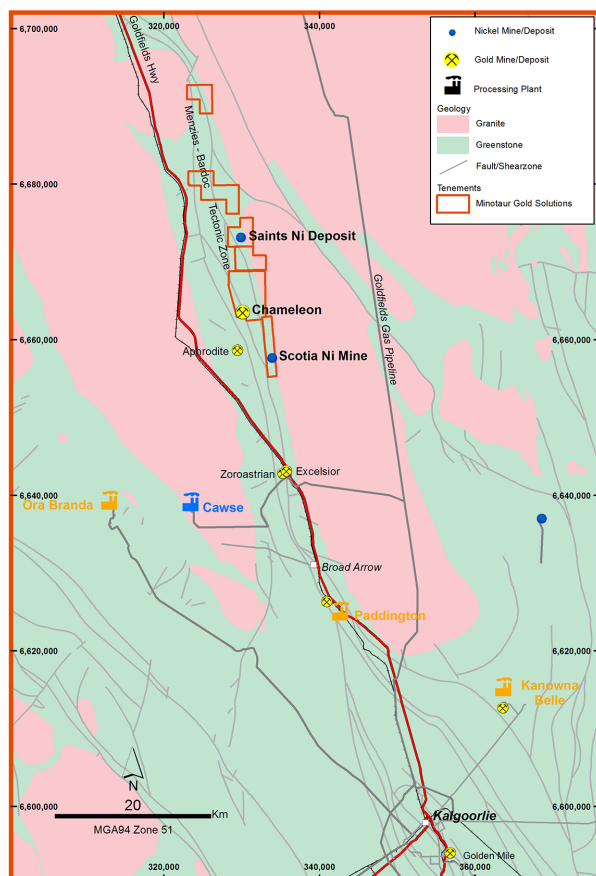 6,700,000
320,000
340,000
Goldfields Hwy
Nickel Mine/Deposit
Gold Mine/Deposit
Processing Plant
Geology
Granite
Greenstone
Fault/Shearzone
Tenements
Minotaur Gold Solutions
Menzies - Bardoc
Tectonic Zone
6,680,000
6,680,000
Saints Ni Deposit
Goldfields Gas Pipeline
Chameleon
6,660,000
6,660,000
Aphrodite
Scotia Ni Mine
Zoroastrian
Excelsior
6,640,000
6,640,000
Ora Branda
Cawse
Broad Arrow
Paddington
6,620,000
6,620,000
Kanowna
Belle
N
20
Km
MGA94 Zone 51
6,600,000
6,600,000
Kalgoorlie
Golden Mile
320,000
340,000
360,000